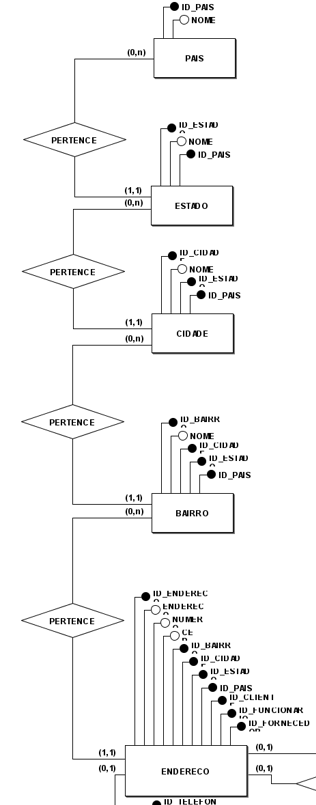 ID_PAIS
NOME
(0,n)
PAIS
PERTENCE
ID_ESTADO
NOME
ID_PAIS
(1,1)
(0,n)
ESTADO
ID_CIDADE
NOME
ID_ESTADO
ID_PAIS
PERTENCE
(1,1)
(0,n)
CIDADE
PERTENCE
ID_BAIRRO
NOME
ID_CIDADE
ID_ESTADO
ID_PAIS
(1,1)
(0,n)
BAIRRO
PERTENCE
ID_ENDERECO
ENDERECO
NUMERO
CEP
ID_BAIRRO
ID_CIDADE
ID_ESTADO
ID_PAIS
ID_CLIENTE
ID_FUNCIONARIO
ID_FORNECEDOR
(1,1)
(0,1)
(0,1)
(0,1)
ENDERECO
ID_TELEFON